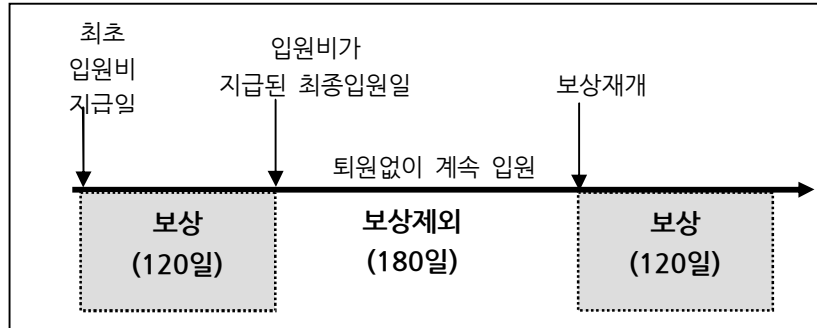 최초
입원비
지급일
입원비가
지급된 최종입원일
보상재개
퇴원없이 계속 입원
보상
(120일)
보상제외
(180일)
보상
(120일)